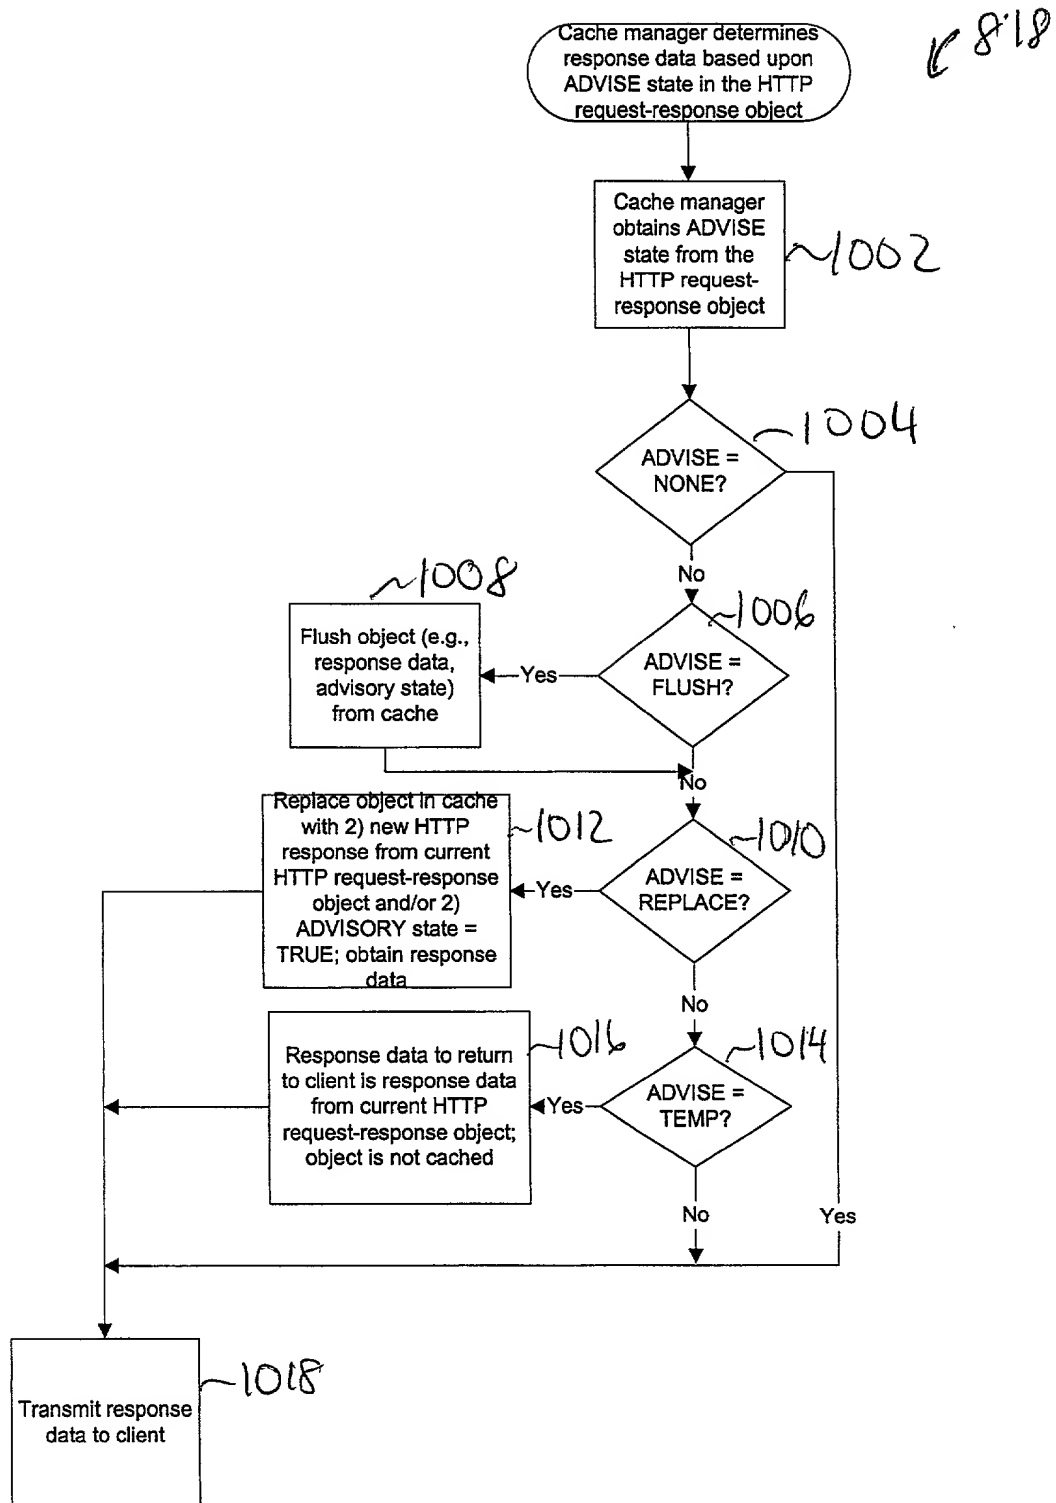 Cache manager determines
response data based upon
ADVISE state in the HTTP
request-response object
818
Cache manager
obtains ADVISE
state from the
HTTP request-
response object
1002
ADVISE =
NONE?
1004
No
1008
Flush object (e.g.,
response data,
advisory state)
from cache
Yes
ADVISE =
FLUSH?
1006
No
Replace object in cache
with 2) new HTTP
response from current
HTTP request-response
object and/or 2)
ADVISORY state =
TRUE; obtain response
data
1012
Yes
ADVISE =
REPLACE?
1010
No
Response data to return
to client is response data
from current HTTP
request-response object;
object is not cached
1016
Yes
ADVISE =
TEMP?
1014
No
Yes
Transmit response
data to client
1018